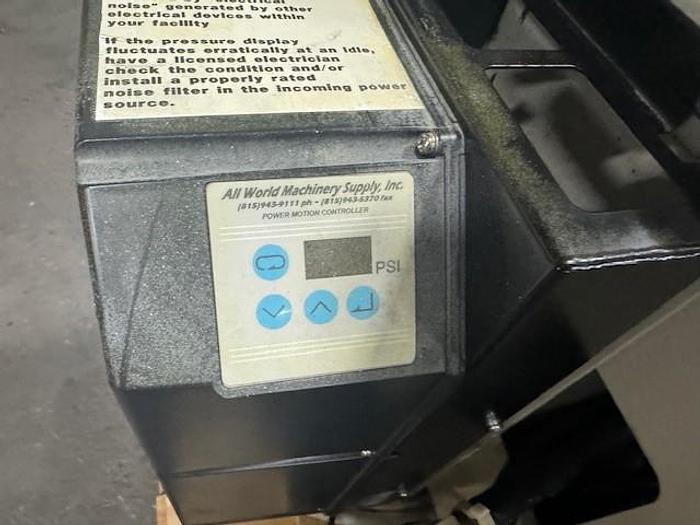 by "electrical
noise" generated by other
electrical devices within
your facility
If the pressure display
fluctuates erratically at an idle,
have a licensed electrician
check the condition and/or
install a properly rated
noise filter in the incoming power
source.
All World Machinery Supply, Inc.
(815)943-9111 ph - (815)943-5370 fax
POWER MOTION CONTROLLER
PSI